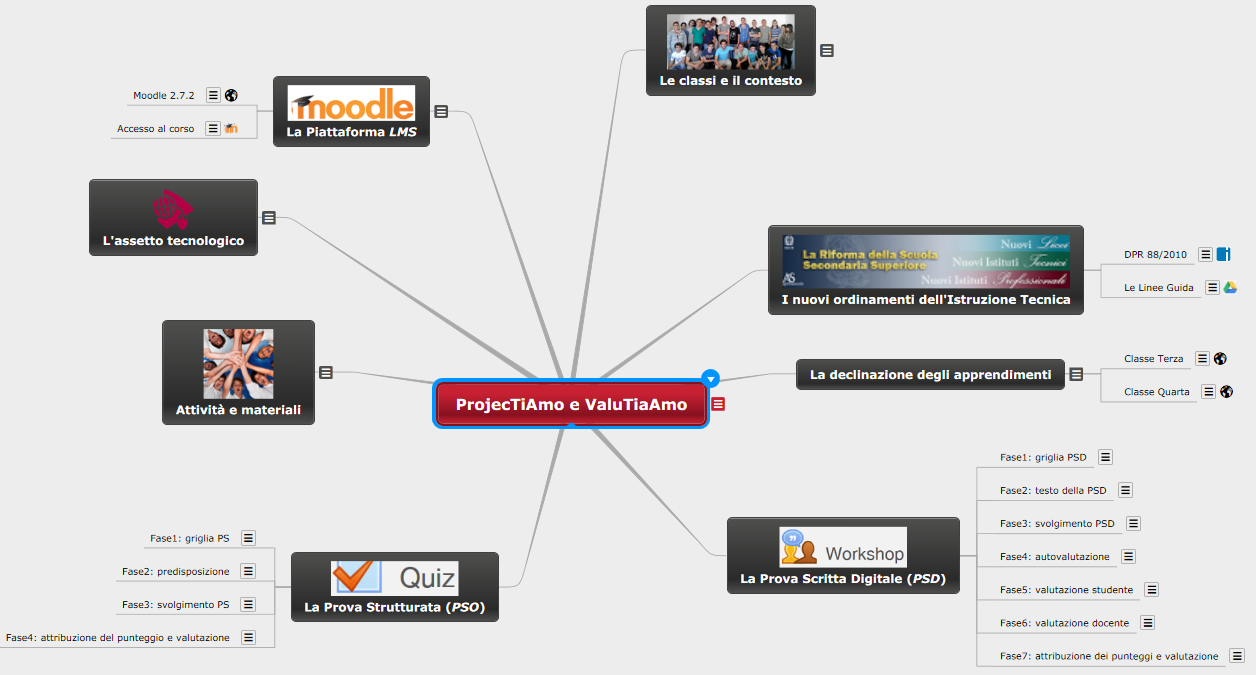 Le classi e il contesto
moodle
La Piattaforma LMS
Moodle 2.7.2
Accesso al corso
L'assetto tecnologico
La Riforma della Scuola
Secondaria Superiore
Nuovi Licei
Nuovi Istituti Tecnici
Nuovi Istituti Professionali
I nuovi ordinamenti dell'Istruzione Tecnica
DPR 88/2010
Le Linee Guida
Attività e materiali
ProjecTiAmo e ValuTiaAmo
La declinazione degli apprendimenti
Classe Terza
Classe Quarta
Quiz
La Prova Strutturata (PSO)
Fase1: griglia PS
Fase2: predisposizione
Fase3: svolgimento PS
Fase4: attribuzione del punteggio e valutazione
Workshop
La Prova Scritta Digitale (PSD)
Fase1: griglia PSD
Fase2: testo della PSD
Fase3: svolgimento PSD
Fase4: autovalutazione
Fase5: valutazione studente
Fase6: valutazione docente
Fase7: attribuzione dei punteggi e valutazione